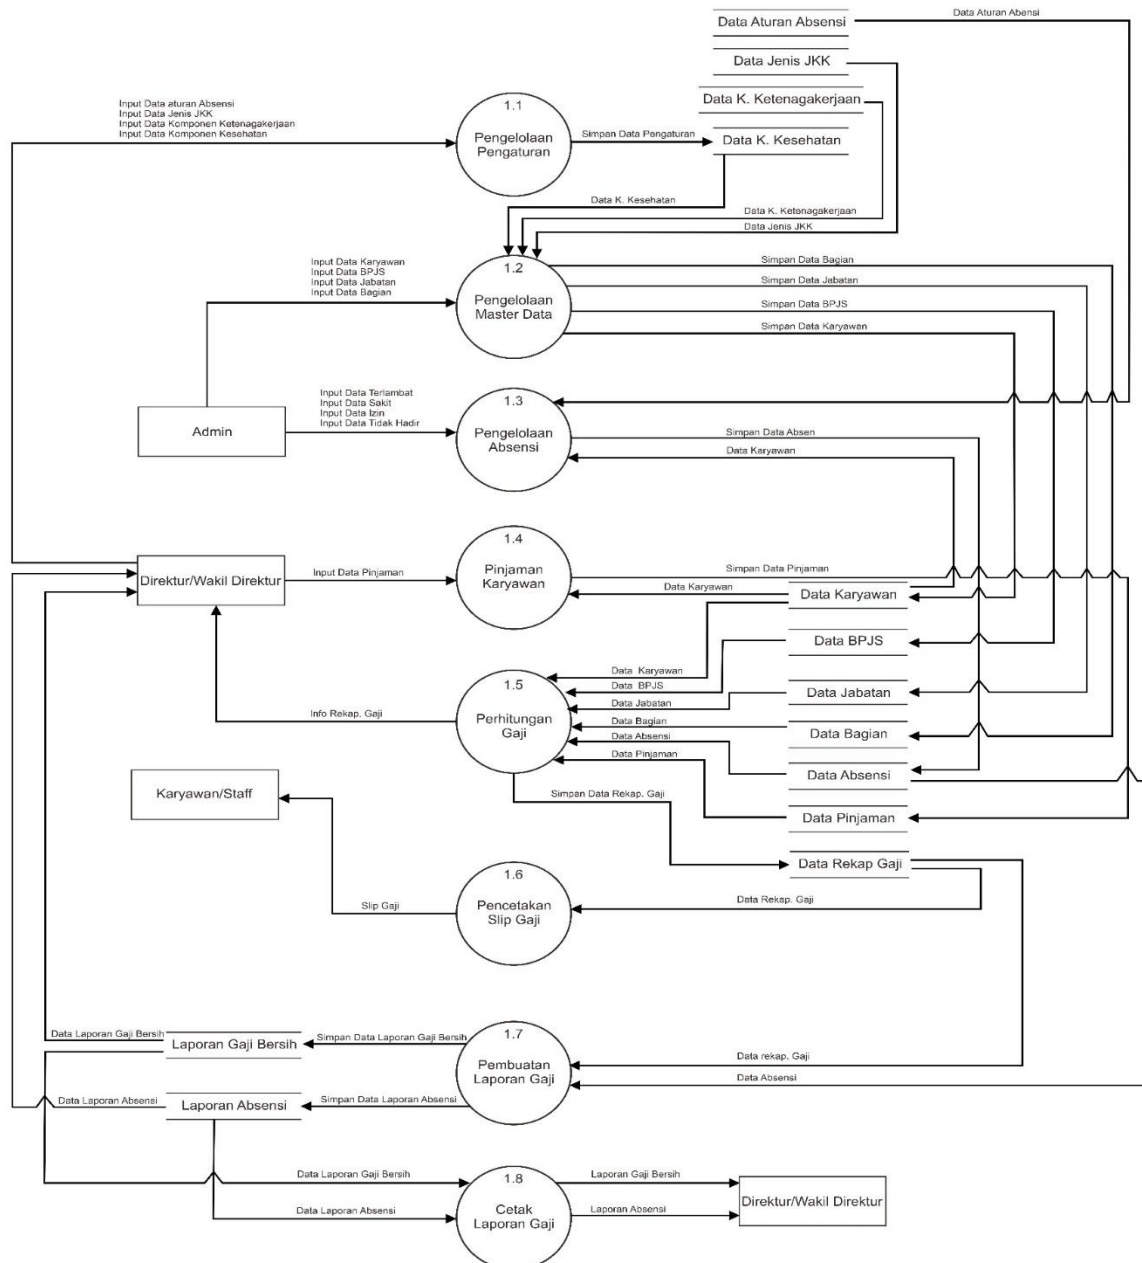 Data Aturan Absensi
Data Aturan Abensi
Data Jenis JKK
Data K. Ketenagakerjaan
Input Data aturan Absensi
Input Data Jenis JKK
Input Data Komponen Ketenagakerjaan
Input Data Komponen Kesehatan
1.1
Pengelolaan
Pengaturan
Simpan Data Pengaturan
Data K. Kesehatan
Data K. Kesehatan
Data K. Ketenagakerjaan
Data Jenis JKK
Input Data Karyawan
Input Data BPJS
Input Data Jabatan
Input Data Bagian
1.2
Pengelolaan
Master Data
Simpan Data Bagian
Simpan Data Jabatan
Simpan Data BPJS
Simpan Data Karyawan
Admin
Input Data Terlambat
Input Data Sakit
Input Data Izin
Input Data Tidak Hadir
1.3
Pengelolaan
Absensi
Simpan Data Absen
Data Karyawan
Direktur/Wakil Direktur
Input Data Pinjaman
1.4
Pinjaman
Karyawan
Simpan Data Pinjaman
Data Karyawan
Data Karyawan
Data BPJS
Data Karyawan
Data BPJS
Data Jabatan
Data Bagian
Data Absensi
Data Pinjaman
Data Jabatan
Data Bagian
Data Absensi
Data Pinjaman
Info Rekap. Gaji
1.5
Perhitungan
Gaji
Simpan Data Rekap. Gaji
Karyawan/Staff
Data Rekap Gaji
Slip Gaji
1.6
Pencetakan
Slip Gaji
Data Rekap. Gaji
Data Laporan Gaji Bersih
Laporan Gaji Bersih
Simpan Data Laporan Gaji Bersih
1.7
Pembuatan
Laporan Gaji
Data rekap. Gaji
Data Absensi
Data Laporan Absensi
Laporan Absensi
Simpan Data Laporan Absensi
Data Laporan Gaji Bersih
Data Laporan Absensi
1.8
Cetak
Laporan Gaji
Laporan Gaji Bersih
Laporan Absensi
Direktur/Wakil Direktur